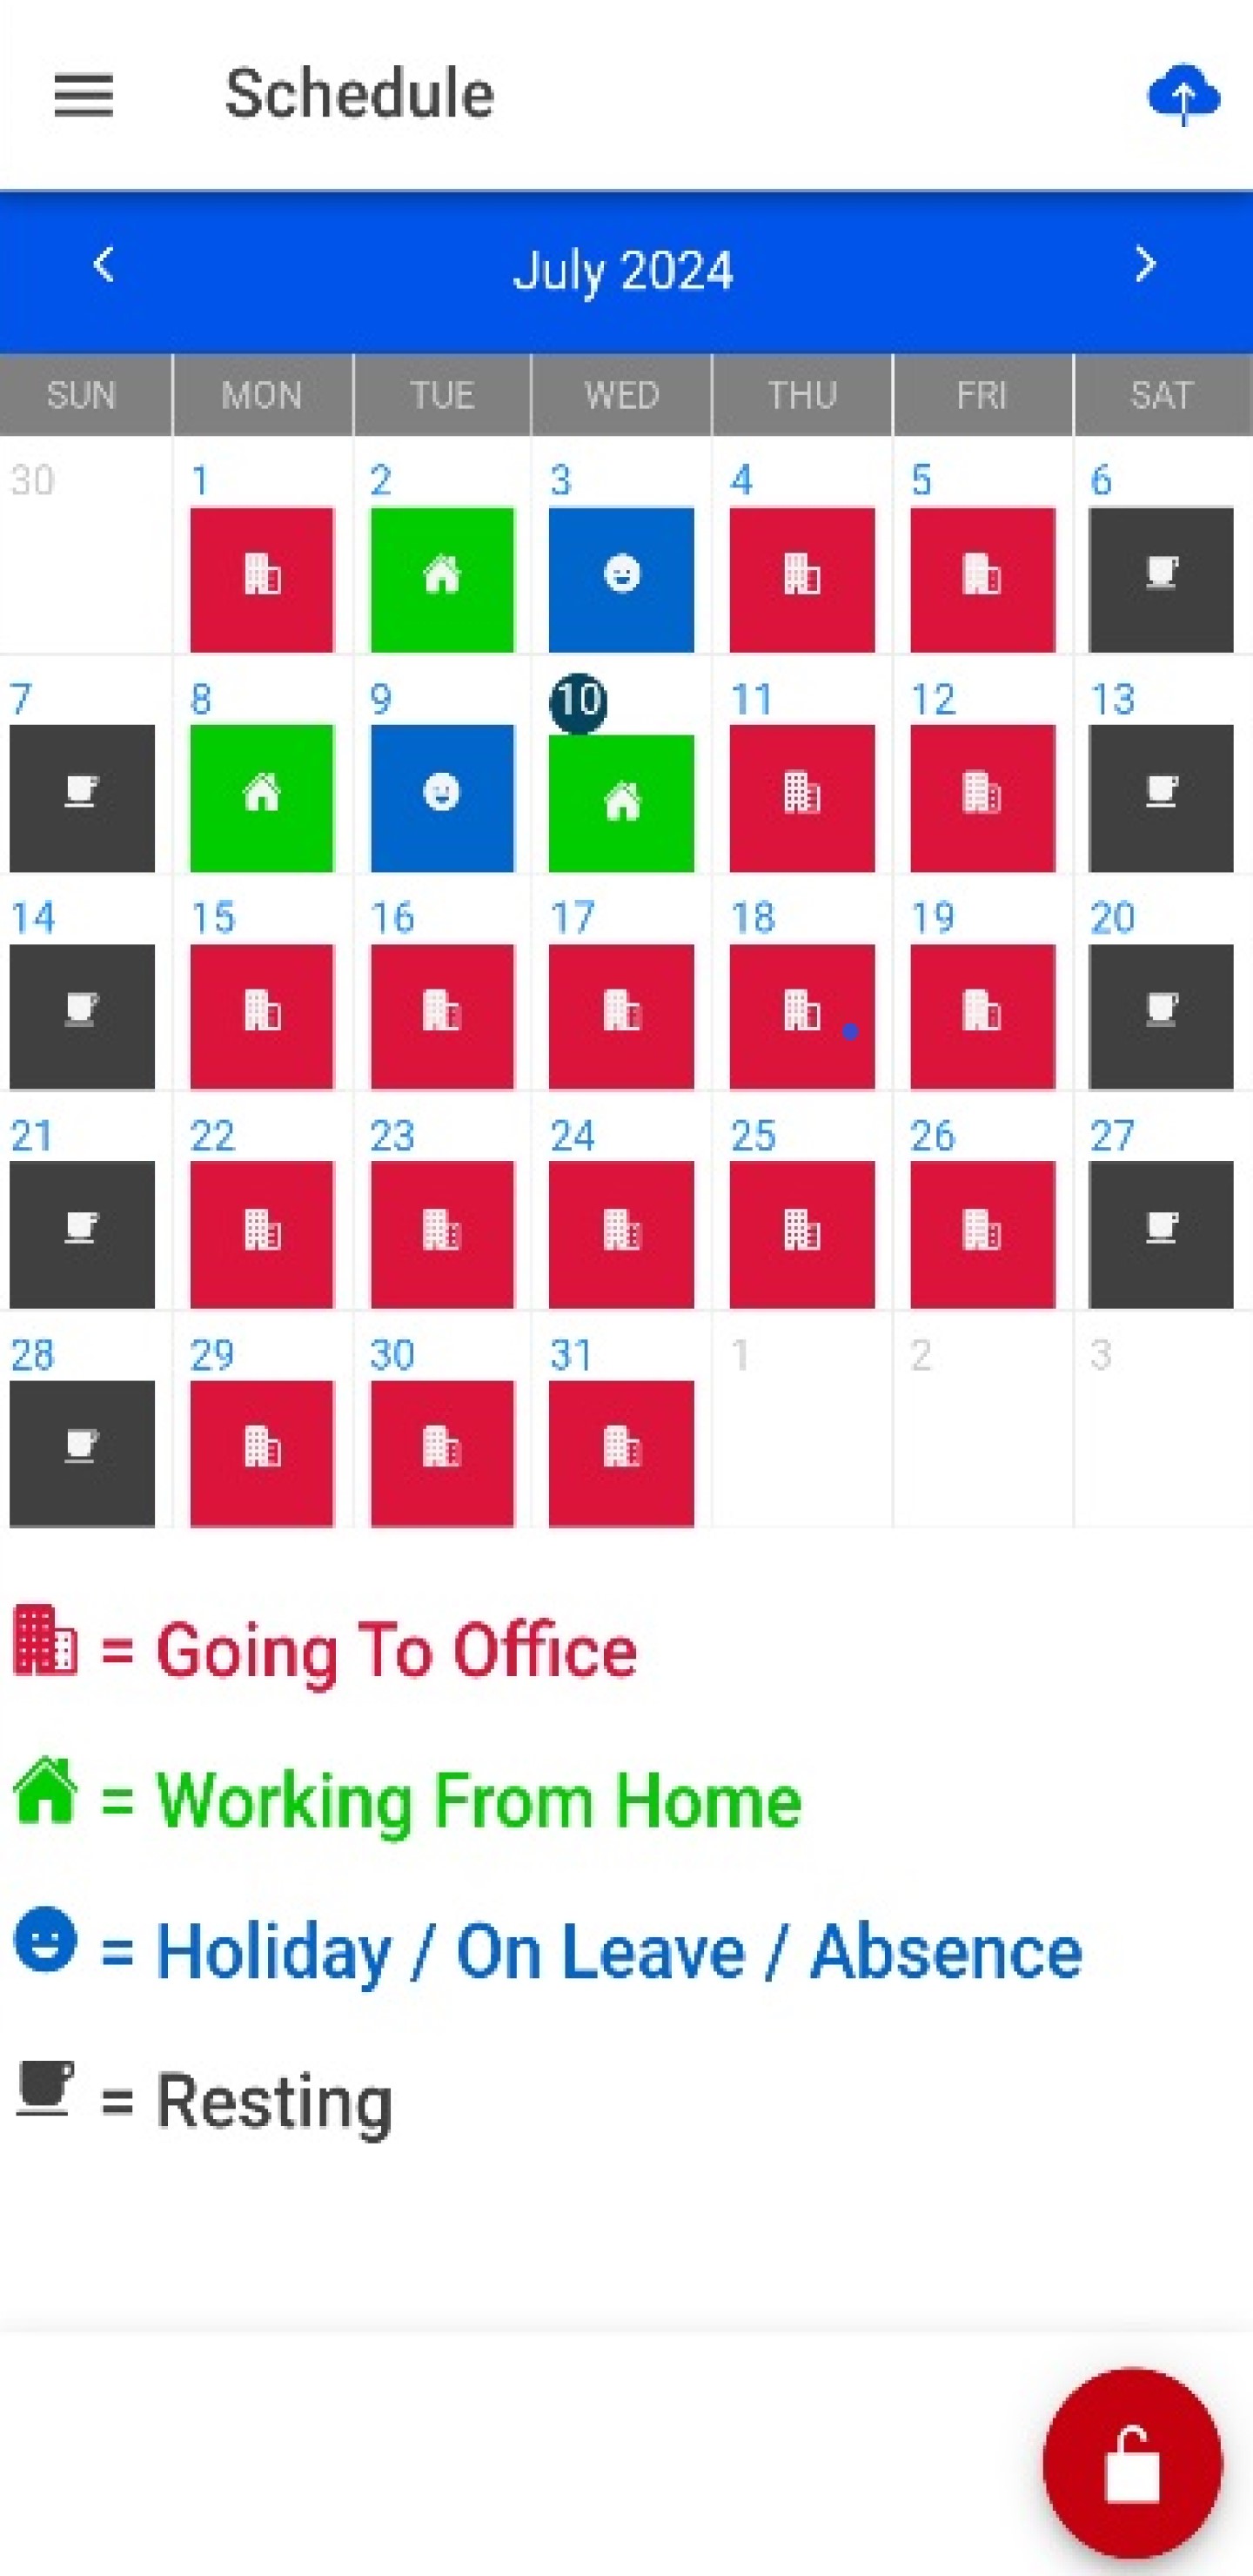 Schedule
July 2024
SUN MON TUE WED THU FRI SAT
30 1 2 3 4 5 6
7 8 9 10 11 12 13
14 15 16 17 18 19 20
21 22 23 24 25 26 27
28 29 30 31 1 2 3
= Going To Office
= Working From Home
= Holiday / On Leave / Absence
= Resting